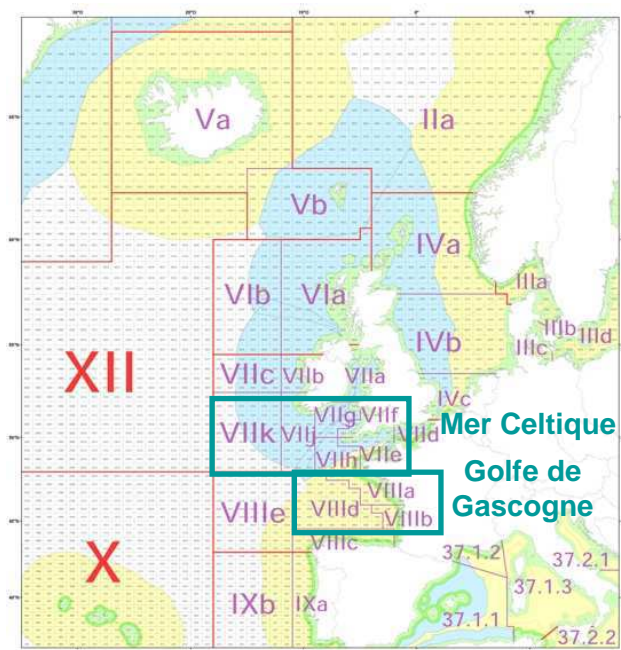 Va
IIa
Vb
IVa
IIIa
VIb
VIa
IIIb
IIId
IVb
IIIc
XII
VIIc
VIIb
VIIa
IVc
VIIg
VIIf
VIIk
VIIj
VIId
Mer Celtique
VIIh
VIIe
Golfe de
Gascogne
VIIIa
VIIIe
VIIId
VIIIb
VIIIc
X
37.1.2
37.2.1
37.1.3
IXb
IXa
37.1.1
37.2.2